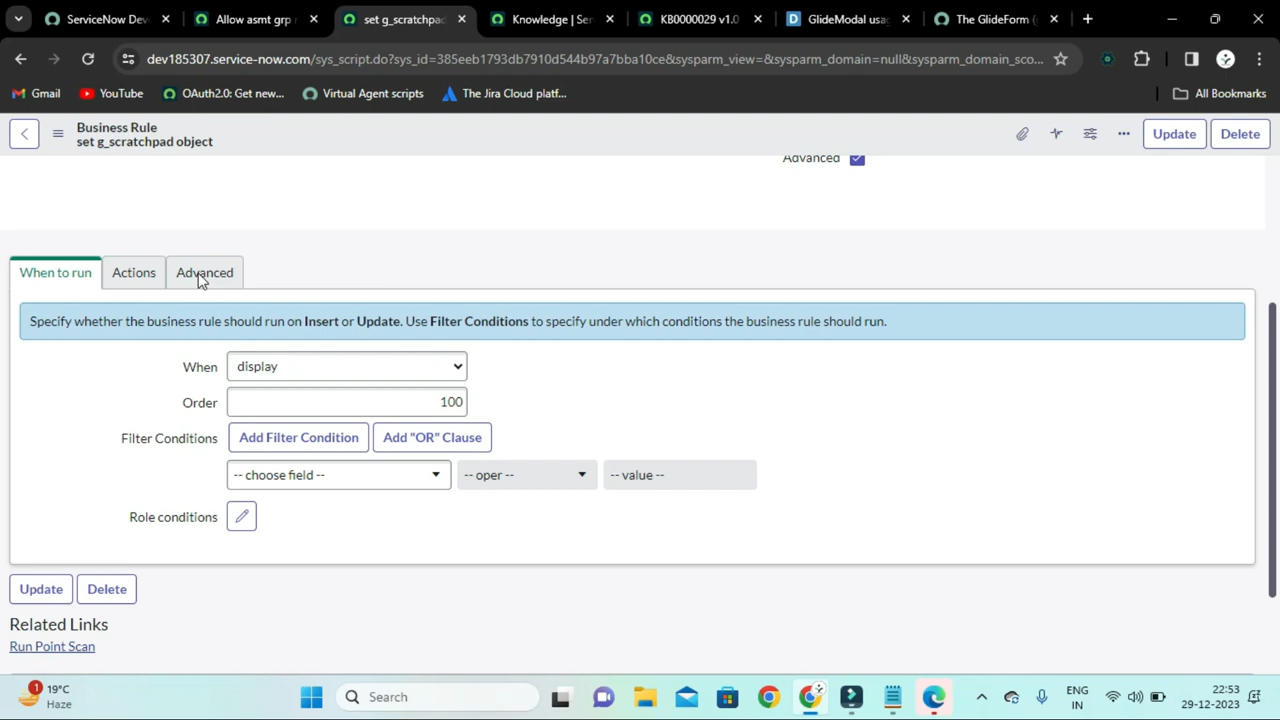 ServiceNow Deve
Allow asmt grp r
set g_scratchpad
Knowledge | Ser
KB0000029 v1.0
GlideModal usa
The GlideForm (g
dev185307.service-now.com/sys_script.do?sys_id=385eeb1793db7910d544b97a7bba10ce&sysparm_view=&sysparm_domain=null&sysparm_domain_sco...
Gmail
YouTube
OAuth2.0: Get new...
Virtual Agent scripts
The Jira Cloud platf...
All Bookmarks
Business Rule
set g_scratchpad object
Update
Delete
Advanced
When to run
Actions
Advanced
Specify whether the business rule should run on Insert or Update. Use Filter Conditions to specify under which conditions the business rule should run.
When
display
Order
100
Filter Conditions
Add Filter Condition
Add "OR" Clause
-- choose field --
-- oper --
-- value --
Role conditions
Update
Delete
Related Links
Run Point Scan
1
19°C
Haze
Search
ENG
IN
22:53
29-12-2023